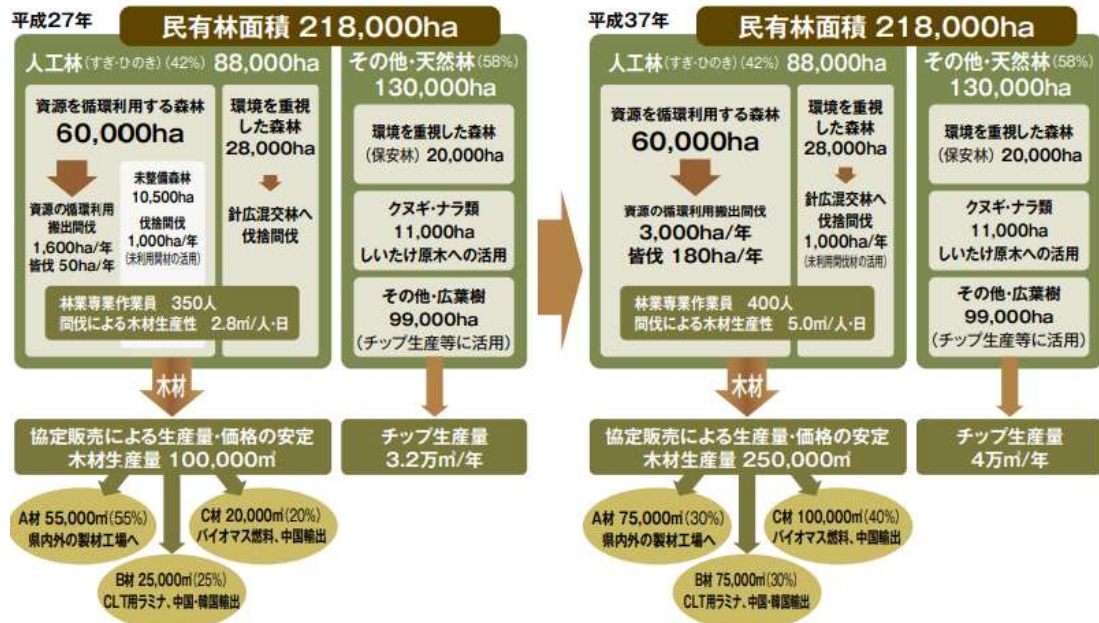 平成27年
民有林面積 218,000ha
人工林(すぎ・ひのき)(42%) 88,000ha
資源を循環利用する森林
60,000ha
資源の循環利用
搬出間伐
1,600ha/年
皆伐 50ha/年
未整備森林
10,500ha
伐捨間伐
1,000ha/年
(未利用間材の活用)
環境を重視
した森林
28,000ha
針広混交林へ
伐捨間伐
林業専業作業員 350人
間伐による木材生産性 2.8㎥/人・日
その他・天然林(58%)
130,000ha
環境を重視した森林
(保安林) 20,000ha
クヌギ・ナラ類
11,000ha
しいたけ原木への活用
その他・広葉樹
99,000ha
(チップ生産等に活用)
木材
協定販売による生産量・価格の安定
木材生産量 100,000㎥
チップ生産量
3.2万㎥/年
A材 55,000㎥(55%)
県内外の製材工場へ
C材 20,000㎥(20%)
バイオマス燃料、中国輸出
B材 25,000㎥(25%)
CLT用ラミナ、中国・韓国輸出
平成37年
民有林面積 218,000ha
人工林(すぎ・ひのき)(42%) 88,000ha
資源を循環利用する森林
60,000ha
資源の循環利用搬出間伐
3,000ha/年
皆伐 180ha/年
環境を重視
した森林
28,000ha
針広混交林へ
伐捨間伐
1,000ha/年
(未利用間伐材の活用)
林業専業作業員 400人
間伐による木材生産性 5.0㎥/人・日
その他・天然林(58%)
130,000ha
環境を重視した森林
(保安林) 20,000ha
クヌギ・ナラ類
11,000ha
しいたけ原木への活用
その他・広葉樹
99,000ha
(チップ生産等に活用)
木材
協定販売による生産量・価格の安定
木材生産量 250,000㎥
チップ生産量
4万㎥/年
A材 75,000㎥(30%)
県内外の製材工場へ
C材 100,000㎥(40%)
バイオマス燃料、中国輸出
B材 75,000㎥(30%)
CLT用ラミナ、中国・韓国輸出